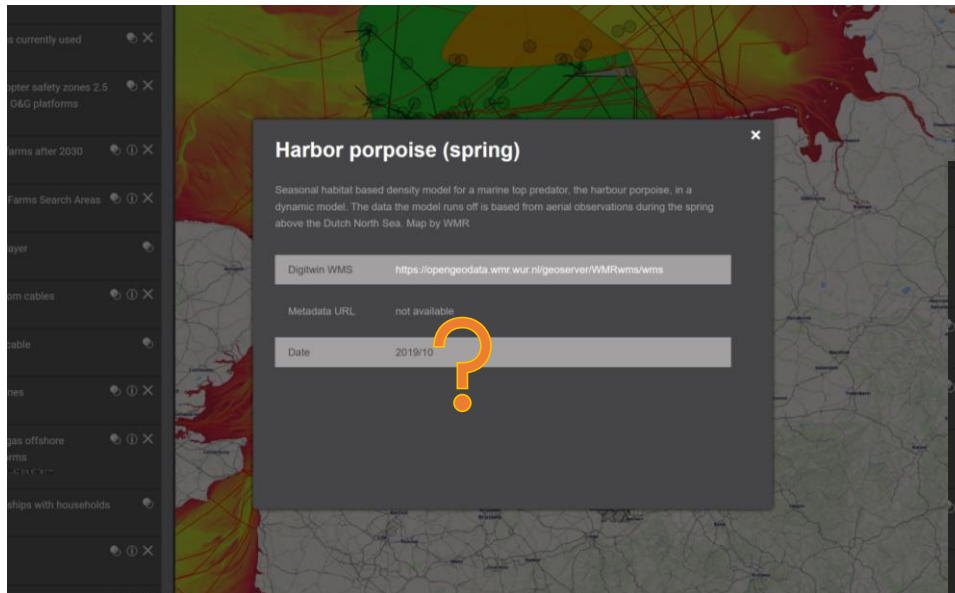 s currently used
opter safety zones 2.5
O&G platforms
arms after 2030
Farms Search Areas
ayer
om cables
cable
nes
gas offshore
rms
ships with households
Harbor porpoise (spring)
Seasonal habitat based density model for a marine top predator, the harbour porpoise, in a
dynamic model. The data the model runs off is based from aerial observations during the spring
above the Dutch North Sea. Map by WMR
Digitwin WMS https://opengeodata.wmr.wur.nl/geoserver/WMRwms/wms
Metadata URL not available
Date 2019/10
?